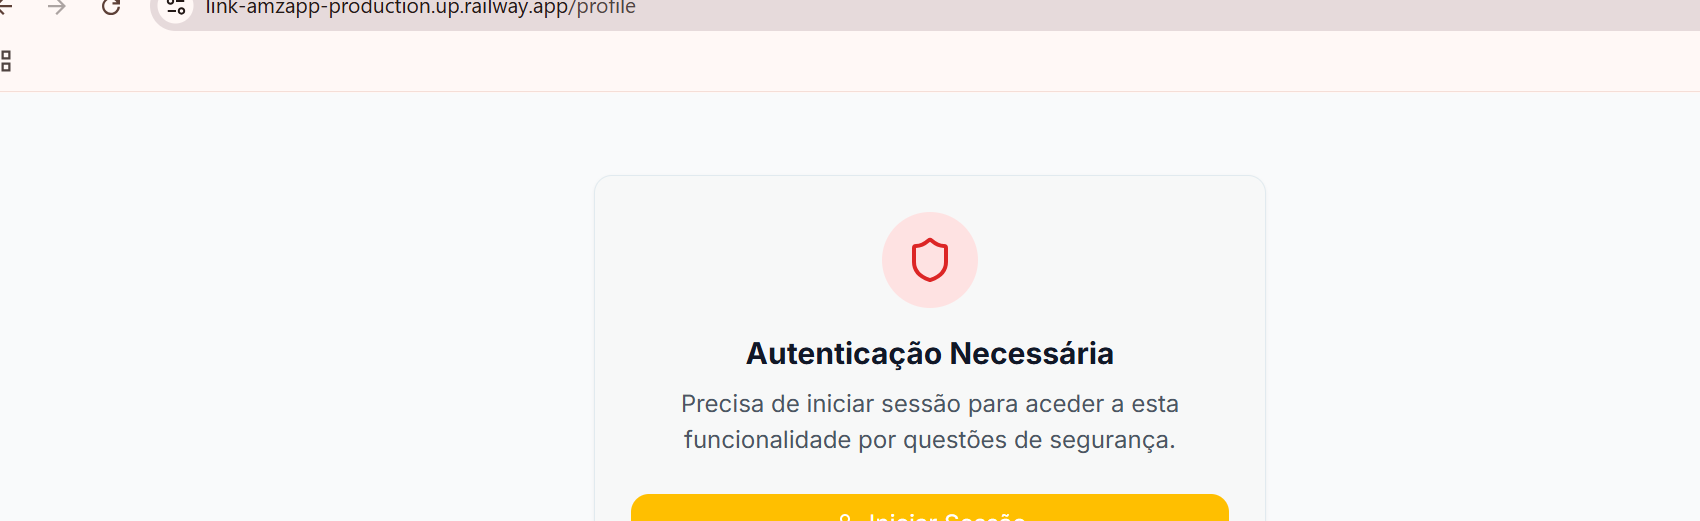 link-amzapp-production.up.railway.app/profile
Autenticação Necessária
Precisa de iniciar sessão para aceder a esta
funcionalidade por questões de segurança.
Iniciar Sessão